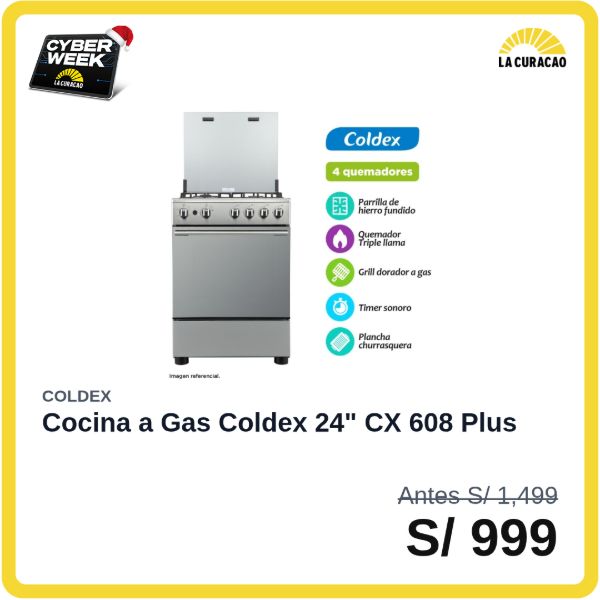 CYBER
WEEK
LA CURACAO
LA CURACAO
Coldex
4 quemadores
Parrilla de
hierro fundido
Quemador
Triple llama
Grill dorador a gas
Timer sonoro
Plancha
churrasquera
Imagen referencial.
COLDEX
Cocina a Gas Coldex 24" CX 608 Plus
Antes S/ 1,499
S/ 999